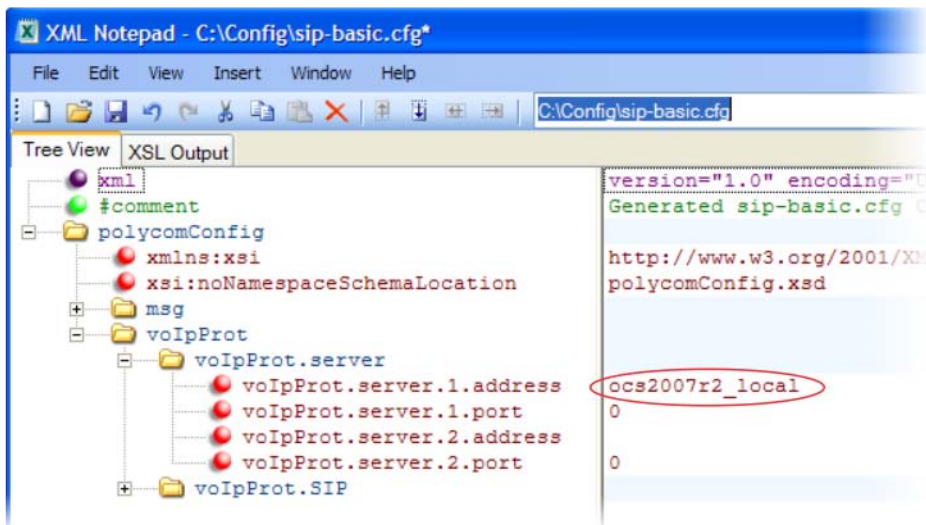 XML Notepad - C:\Config\sip-basic.cfg*
File Edit View Insert Window Help
C:\Config\sip-basic.cfg
Tree View XSL Output
xml version="1.0" encoding="U
#comment Generated sip-basic.cfg C
polycomConfig
xmlns:xsi http://www.w3.org/2001/XM
xsi:noNamespaceSchemaLocation polycomConfig.xsd
msg
voIpProt
voIpProt.server
voIpProt.server.1.address ocs2007r2_local
voIpProt.server.1.port 0
voIpProt.server.2.address
voIpProt.server.2.port 0
voIpProt.SIP